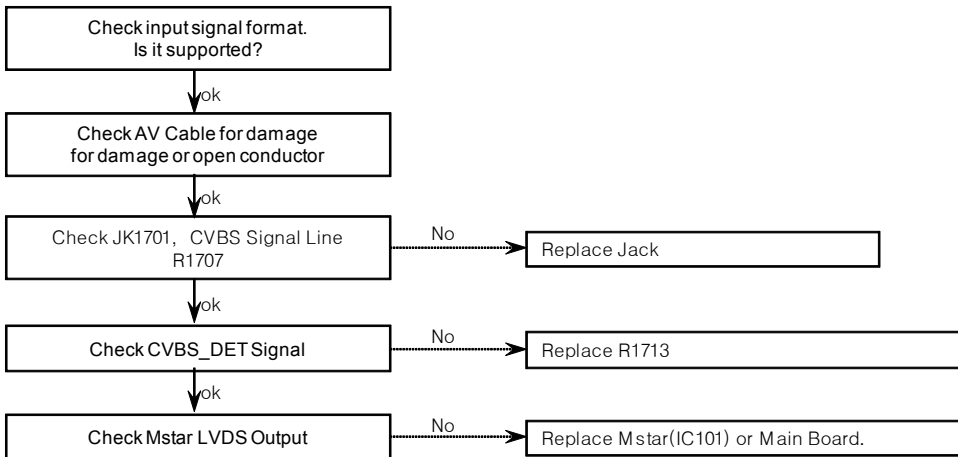 Check input signal format.
Is it supported?
ok
Check AV Cable for damage
for damage or open conductor
ok
Check JK1701, CVBS Signal Line
R1707
No
Replace Jack
ok
Check CVBS_DET Signal
No
Replace R1713
ok
Check Mstar LVDS Output
No
Replace Mstar(IC101) or Main Board.